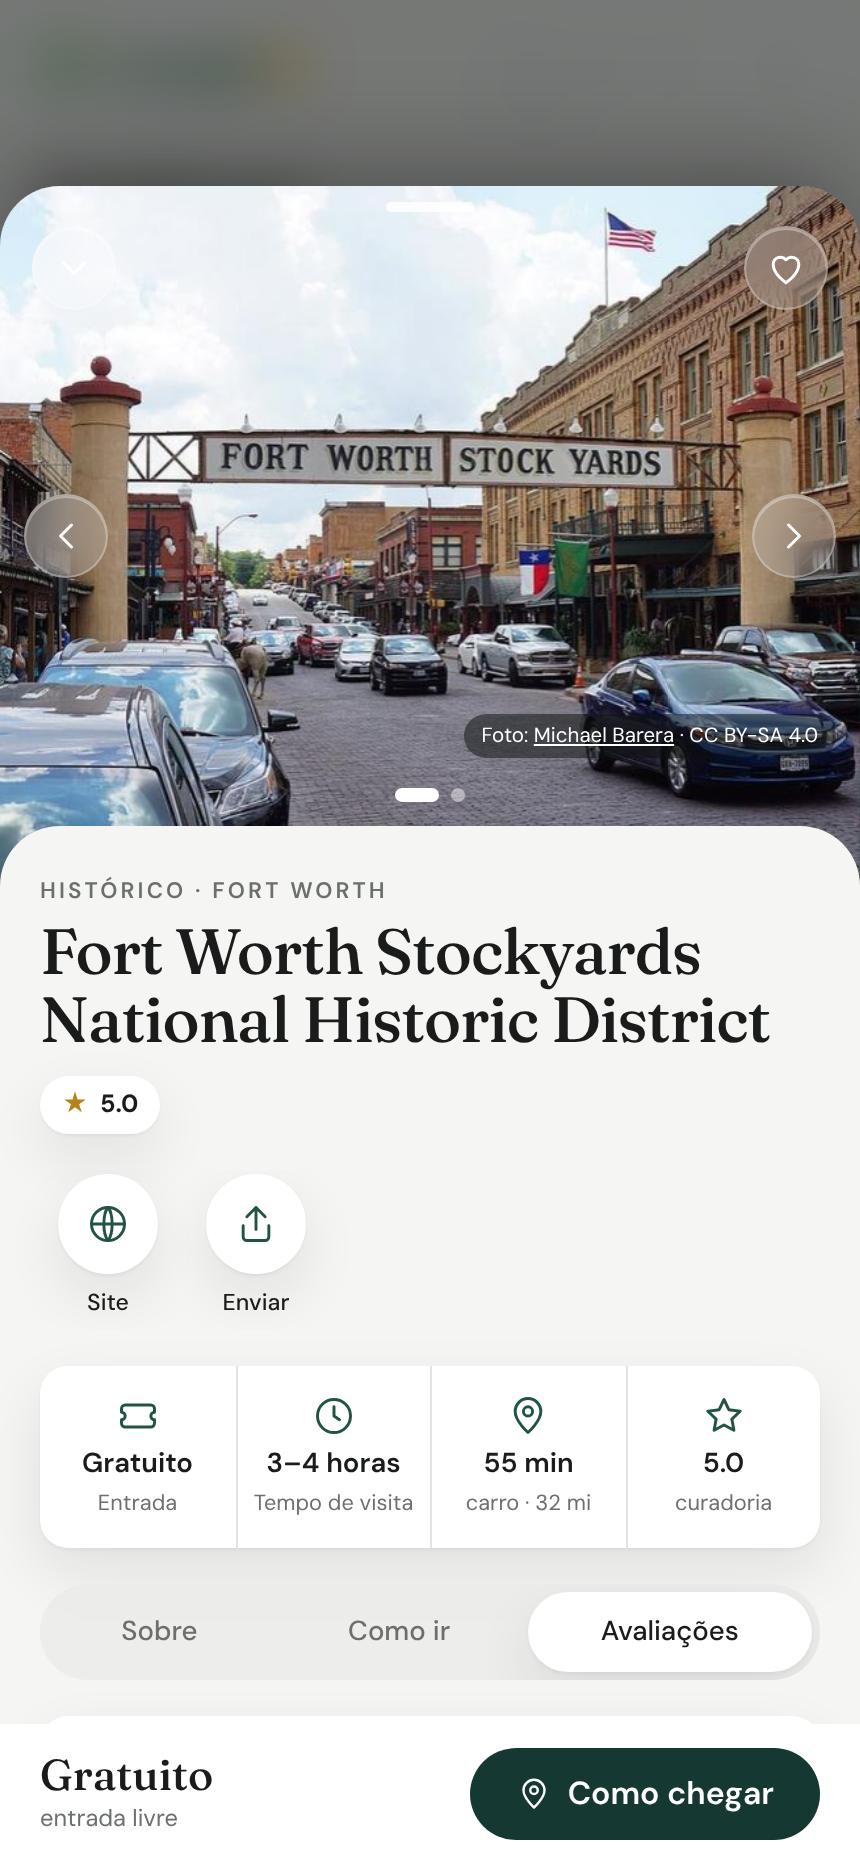 FORT WORTH STOCK YARDS
Foto: Michael Barera · CC BY-SA 4.0
HISTÓRICO · FORT WORTH
Fort Worth Stockyards
National Historic District
★ 5.0
Site Enviar
Gratuito 3–4 horas 55 min 5.0
Entrada Tempo de visita carro · 32 mi curadoria
Sobre Como ir Avaliações
Gratuito
entrada livre
Como chegar